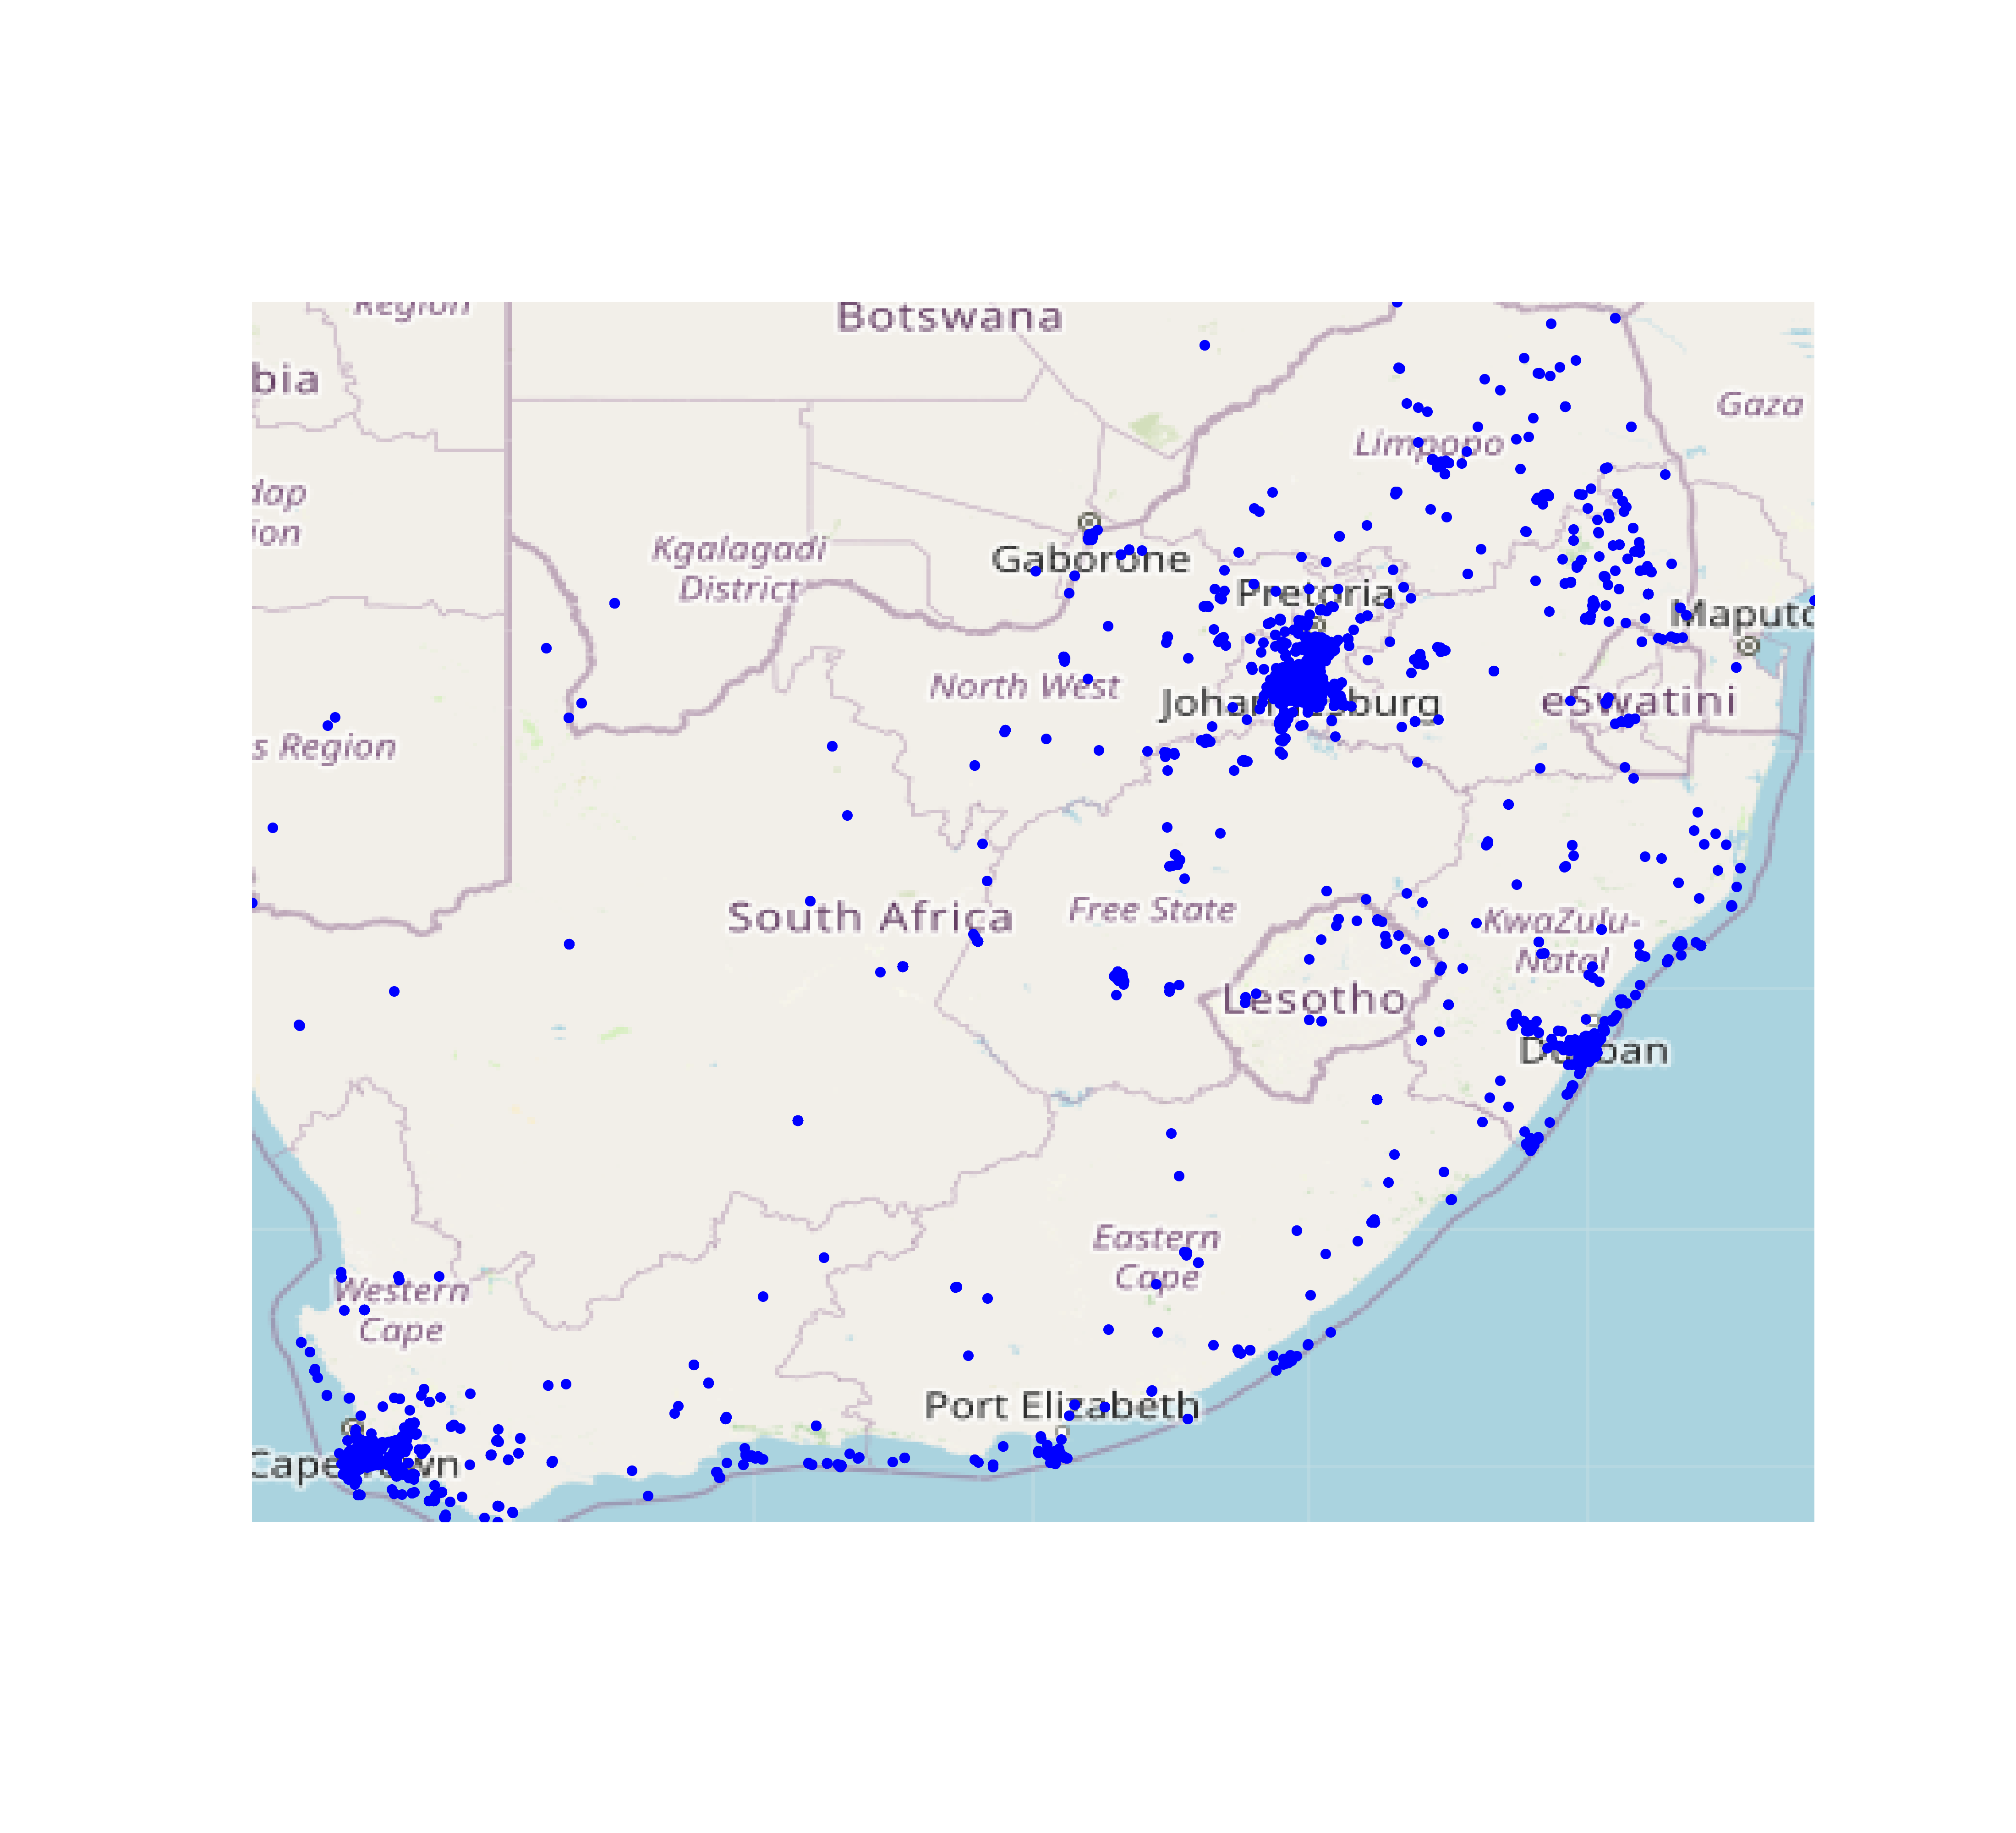 Region
Botswana
bia
Gaza
Limpopo
dap
ion
Kgalagadi
District
Gaborone
Pretoria
Maputo
North West
Johannesburg
eSwatini
s Region
South Africa
Free State
KwaZulu-
Natal
Lesotho
Durban
Eastern
Cape
Western
Cape
Port Elizabeth
Cape Town